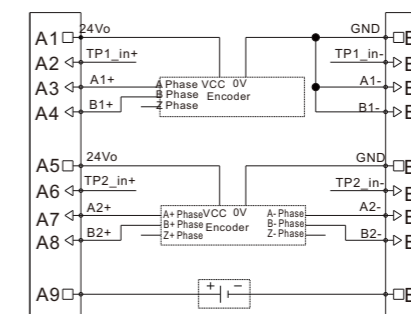 A1 24Vo GND B
A2 TP1_in+ TP1_in- B
A3 A1+ A Phase VCC 0V A1- B
A4 B1+ B Phase Encoder B1- B
Z Phase
A5 24Vo GND B
A6 TP2_in+ TP2_in- B
A7 A2+ A+ Phase VCC 0V A- Phase A2- B
A8 B2+ B+ Phase Encoder B- Phase B2- B
Z+ Phase Z- Phase
A9 + − B